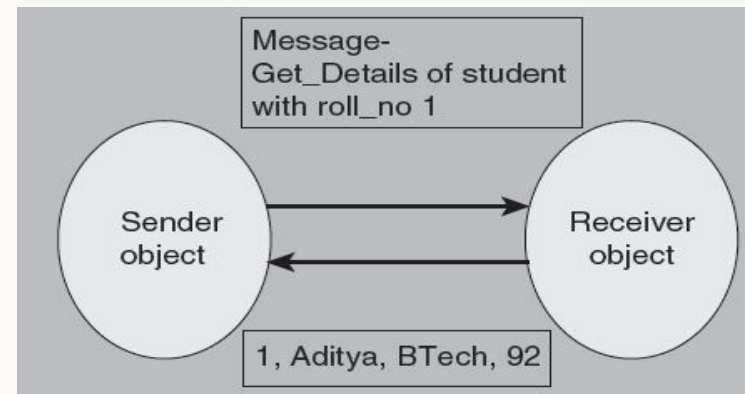 Message-
Get_Details of student
with roll_no 1
Sender
object
Receiver
object
1, Aditya, BTech, 92